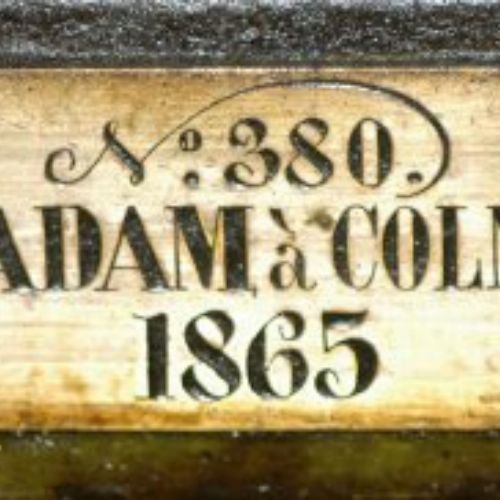 No. 380.
ADAM, à COLM
1865